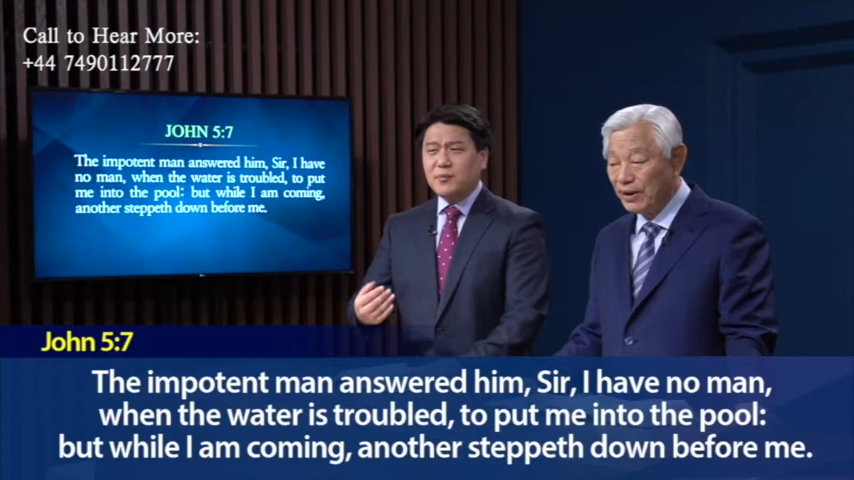 Call to Hear More:
+44 7490112777
JOHN 5:7
The impotent man answered him, Sir, I have
no man, when the water is troubled, to put
me into the pool: but while I am coming,
another steppeth down before me.
John 5:7
The impotent man answered him, Sir, I have no man,
when the water is troubled, to put me into the pool:
but while I am coming, another steppeth down before me.